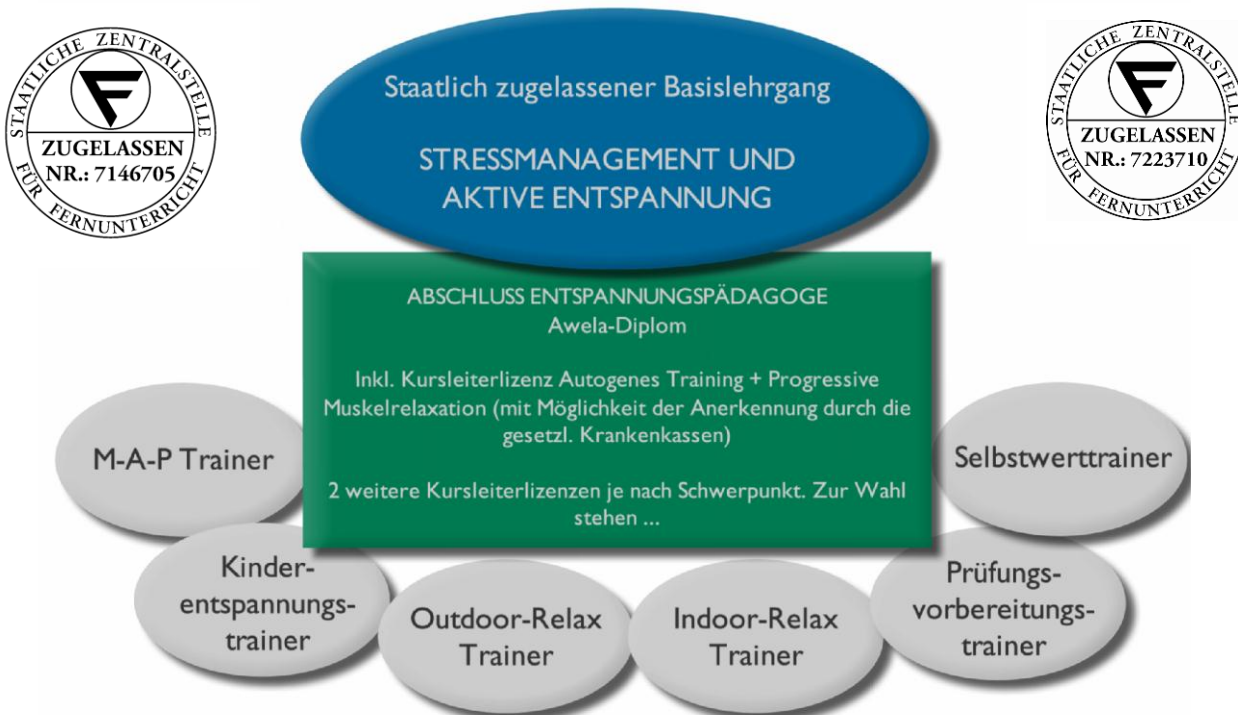 STAATLICHE ZENTRALSTELLE
FÜR FERNUNTERRICHT
ZUGELASSEN
NR.: 7146705
Staatlich zugelassener Basislehrgang
STRESSMANAGEMENT UND
AKTIVE ENTSPANNUNG
STAATLICHE ZENTRALSTELLE
FÜR FERNUNTERRICHT
ZUGELASSEN
NR.: 7223710
ABSCHLUSS ENTSPANNUNGSPÄDAGOGE
Awela-Diplom
Inkl. Kursleiterlizenz Autogenes Training + Progressive
Muskelrelaxation (mit Möglichkeit der Anerkennung durch die
gesetzl. Krankenkassen)
2 weitere Kursleiterlizenzen je nach Schwerpunkt. Zur Wahl
stehen ...
M-A-P Trainer
Kinder-
entspannungs-
trainer
Outdoor-Relax
Trainer
Indoor-Relax
Trainer
Prüfungs-
vorbereitungs-
trainer
Selbstwerttrainer